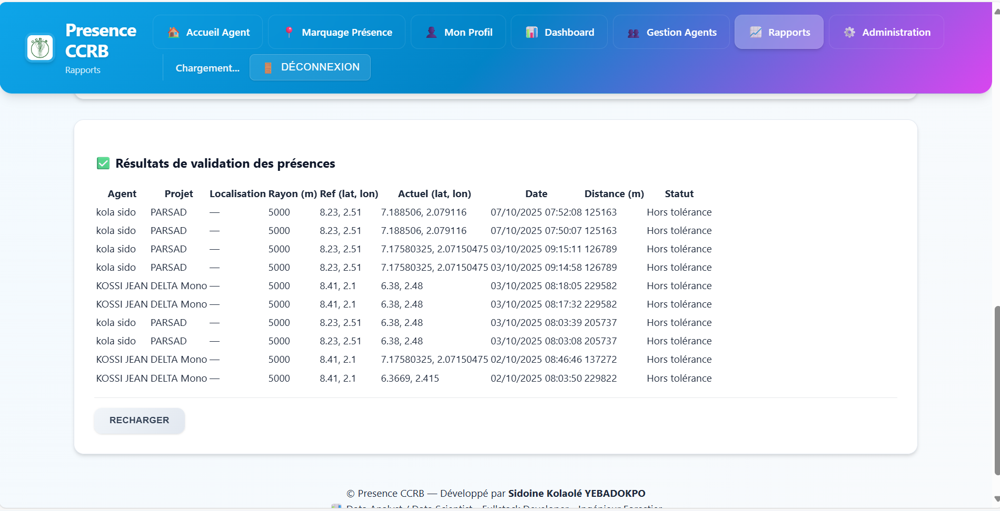 C.C.R.B
Presence
CCRB
Rapports
Accueil Agent
Marquage Présence
Mon Profil
Dashboard
Gestion Agents
Rapports
Administration
Chargement...
DÉCONNEXION
Résultats de validation des présences
Agent Projet Localisation Rayon (m) Ref (lat, lon) Actuel (lat, lon) Date Distance (m) Statut
kola sido PARSAD — 5000 8.23, 2.51 7.188506, 2.079116 07/10/2025 07:52:08 125163 Hors tolérance
kola sido PARSAD — 5000 8.23, 2.51 7.188506, 2.079116 07/10/2025 07:50:07 125163 Hors tolérance
kola sido PARSAD — 5000 8.23, 2.51 7.17580325, 2.07150475 03/10/2025 09:15:11 126789 Hors tolérance
kola sido PARSAD — 5000 8.23, 2.51 7.17580325, 2.07150475 03/10/2025 09:14:58 126789 Hors tolérance
KOSSI JEAN DELTA Mono — 5000 8.41, 2.1 6.38, 2.48 03/10/2025 08:18:05 229582 Hors tolérance
KOSSI JEAN DELTA Mono — 5000 8.41, 2.1 6.38, 2.48 03/10/2025 08:17:32 229582 Hors tolérance
kola sido PARSAD — 5000 8.23, 2.51 6.38, 2.48 03/10/2025 08:03:39 205737 Hors tolérance
kola sido PARSAD — 5000 8.23, 2.51 6.38, 2.48 03/10/2025 08:03:08 205737 Hors tolérance
KOSSI JEAN DELTA Mono — 5000 8.41, 2.1 7.17580325, 2.07150475 02/10/2025 08:46:46 137272 Hors tolérance
KOSSI JEAN DELTA Mono — 5000 8.41, 2.1 6.3669, 2.415 02/10/2025 08:03:50 229822 Hors tolérance
RECHARGER
© Presence CCRB — Développé par Sidoine Kolaolé YEBADOKPO
Data Analyst / Data Scientist - Fullstack Developer - Ingénieur Forestier